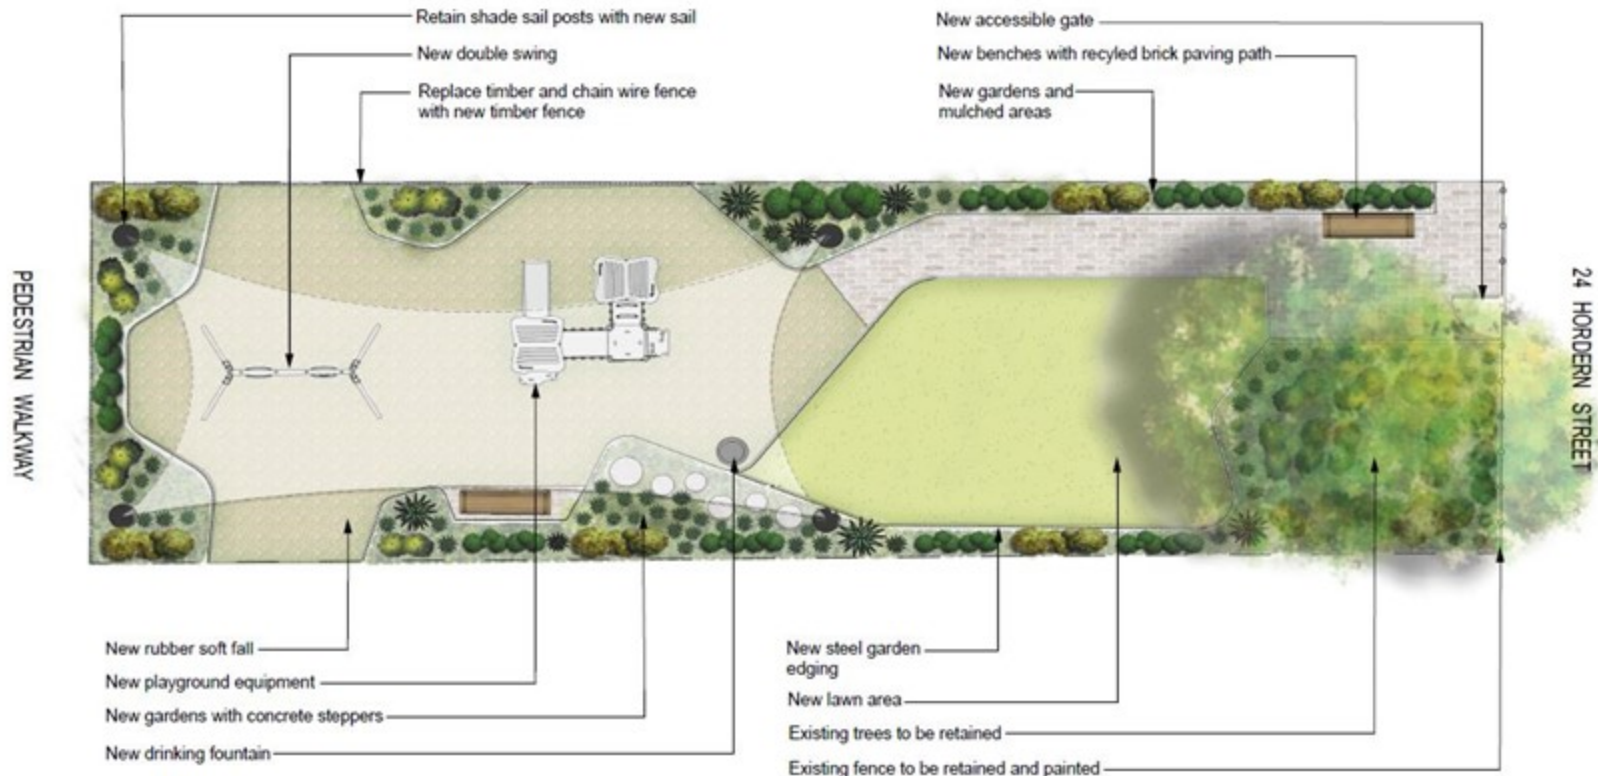 Retain shade sail posts with new sail
New double swing
Replace timber and chain wire fence
with new timber fence
New accessible gate
New benches with recyled brick paving path
New gardens and
mulched areas
PEDESTRIAN WALKWAY
24 HORDERN STREET
New rubber soft fall
New playground equipment
New gardens with concrete steppers
New drinking fountain
New steel garden
edging
New lawn area
Existing trees to be retained
Existing fence to be retained and painted